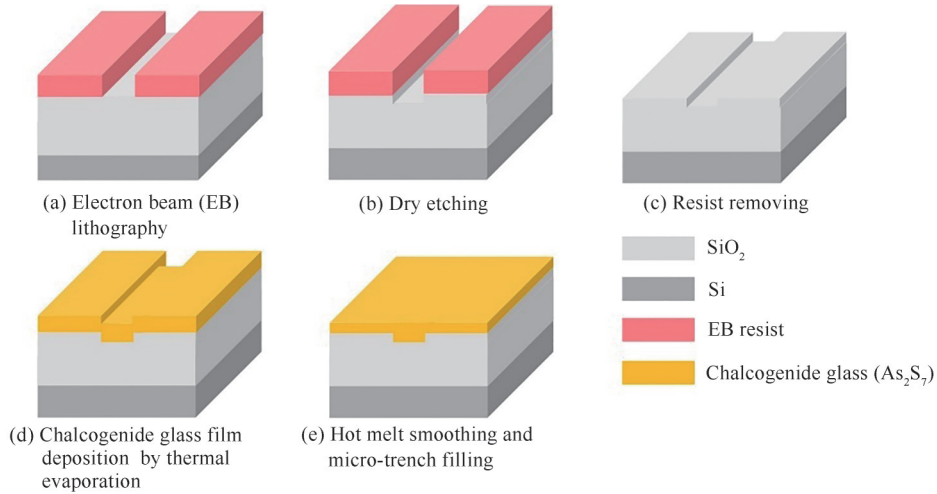 (a) Electron beam (EB)
lithography
(b) Dry etching
(c) Resist removing
SiO₂
Si
EB resist
Chalcogenide glass (As₂S₇)
(d) Chalcogenide glass film
deposition by thermal
evaporation
(e) Hot melt smoothing and
micro-trench filling